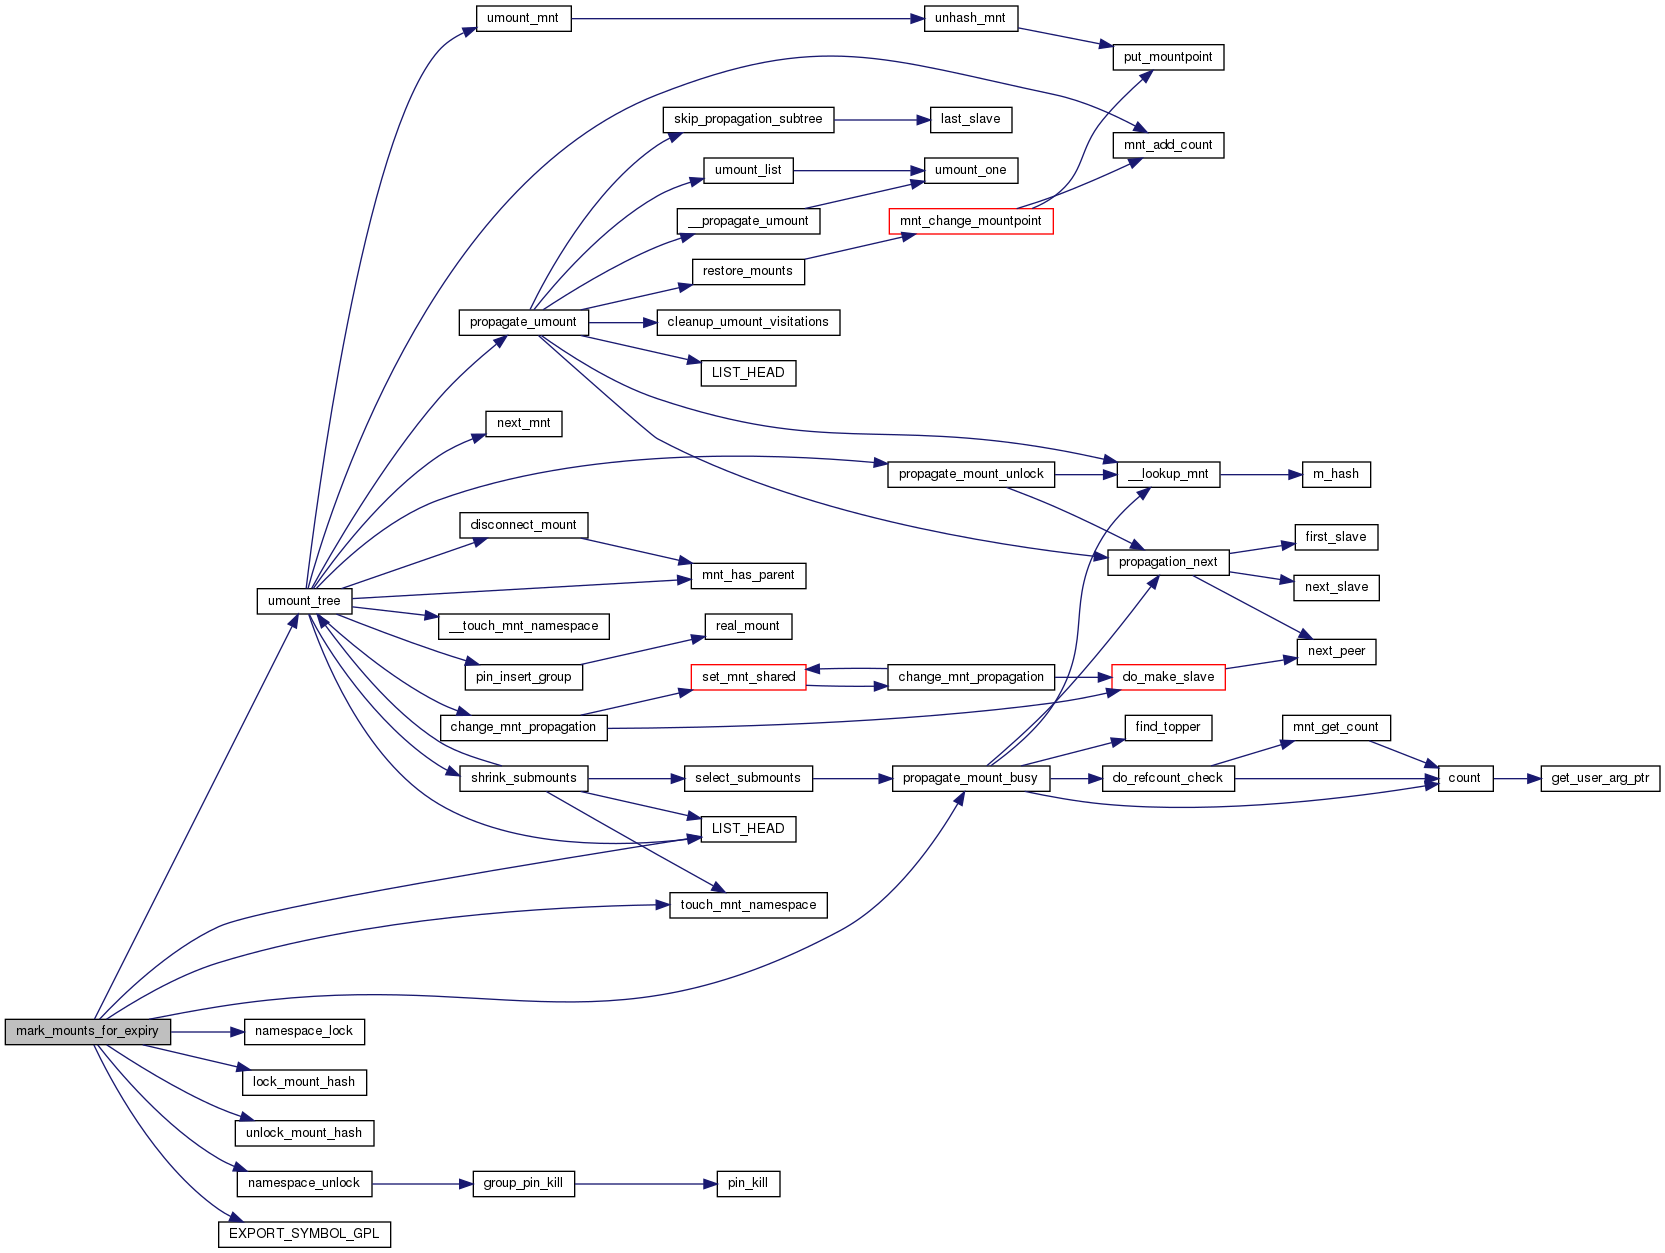 umount_mnt
unhash_mnt
put_mountpoint
skip_propagation_subtree
last_slave
mnt_add_count
umount_list
umount_one
__propagate_umount
mnt_change_mountpoint
restore_mounts
propagate_umount
cleanup_umount_visitations
LIST_HEAD
next_mnt
propagate_mount_unlock
__lookup_mnt
m_hash
disconnect_mount
first_slave
propagation_next
mnt_has_parent
next_slave
umount_tree
__touch_mnt_namespace
real_mount
next_peer
pin_insert_group
set_mnt_shared
change_mnt_propagation
do_make_slave
change_mnt_propagation
find_topper
mnt_get_count
shrink_submounts
select_submounts
propagate_mount_busy
do_refcount_check
count
get_user_arg_ptr
LIST_HEAD
touch_mnt_namespace
mark_mounts_for_expiry
namespace_lock
lock_mount_hash
unlock_mount_hash
namespace_unlock
group_pin_kill
pin_kill
EXPORT_SYMBOL_GPL